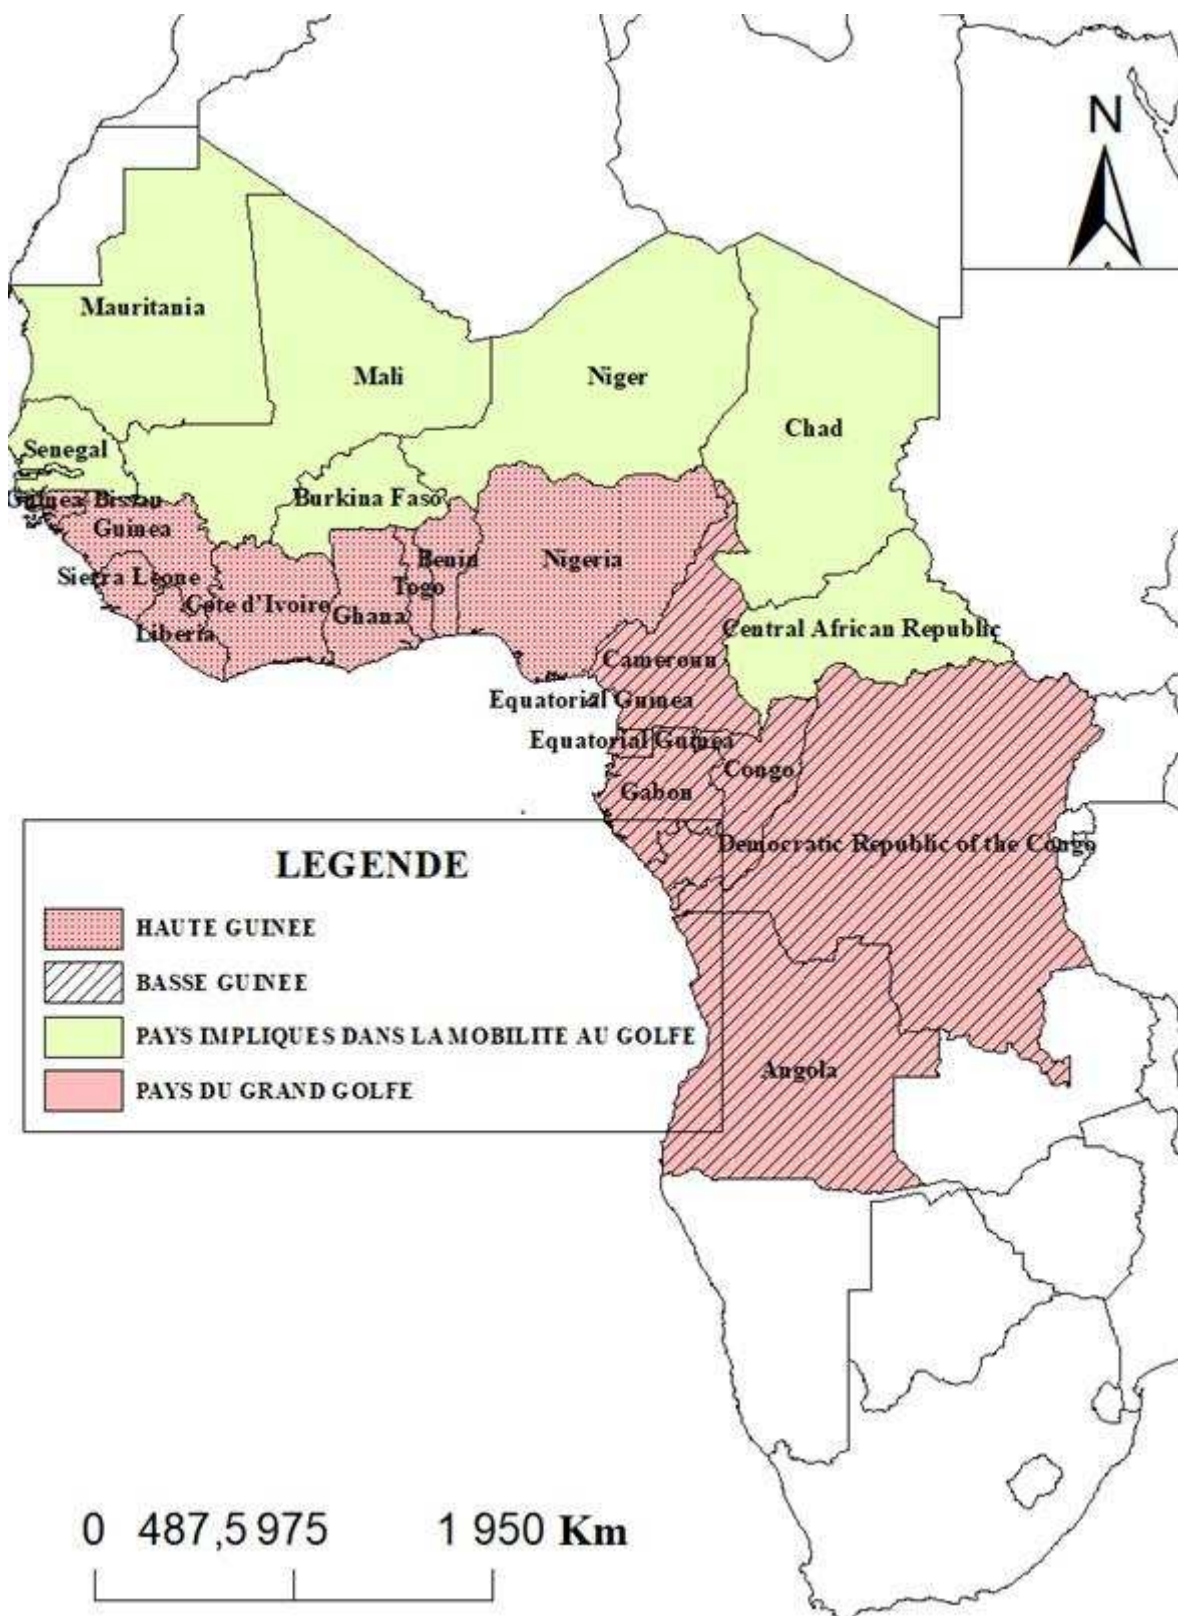 N
Mauritania
Mali
Niger
Chad
Senegal
Burkina Faso
Guinea Bissau
Guinea
Benin
Nigeria
Sierra Leone
Togo
Cote d'Ivoire
Ghana
Liberia
Central African Republic
Cameroun
Equatorial Guinea
Equatorial Guinea
Congo
Gabon
Democratic Republic of the Congo
LEGENDE
HAUTE GUINEE
BASSE GUINEE
PAYS IMPLIQUES DANS LA MOBILITE AU GOLFE
PAYS DU GRAND GOLFE
Angola
0 487,5 975 1 950 Km